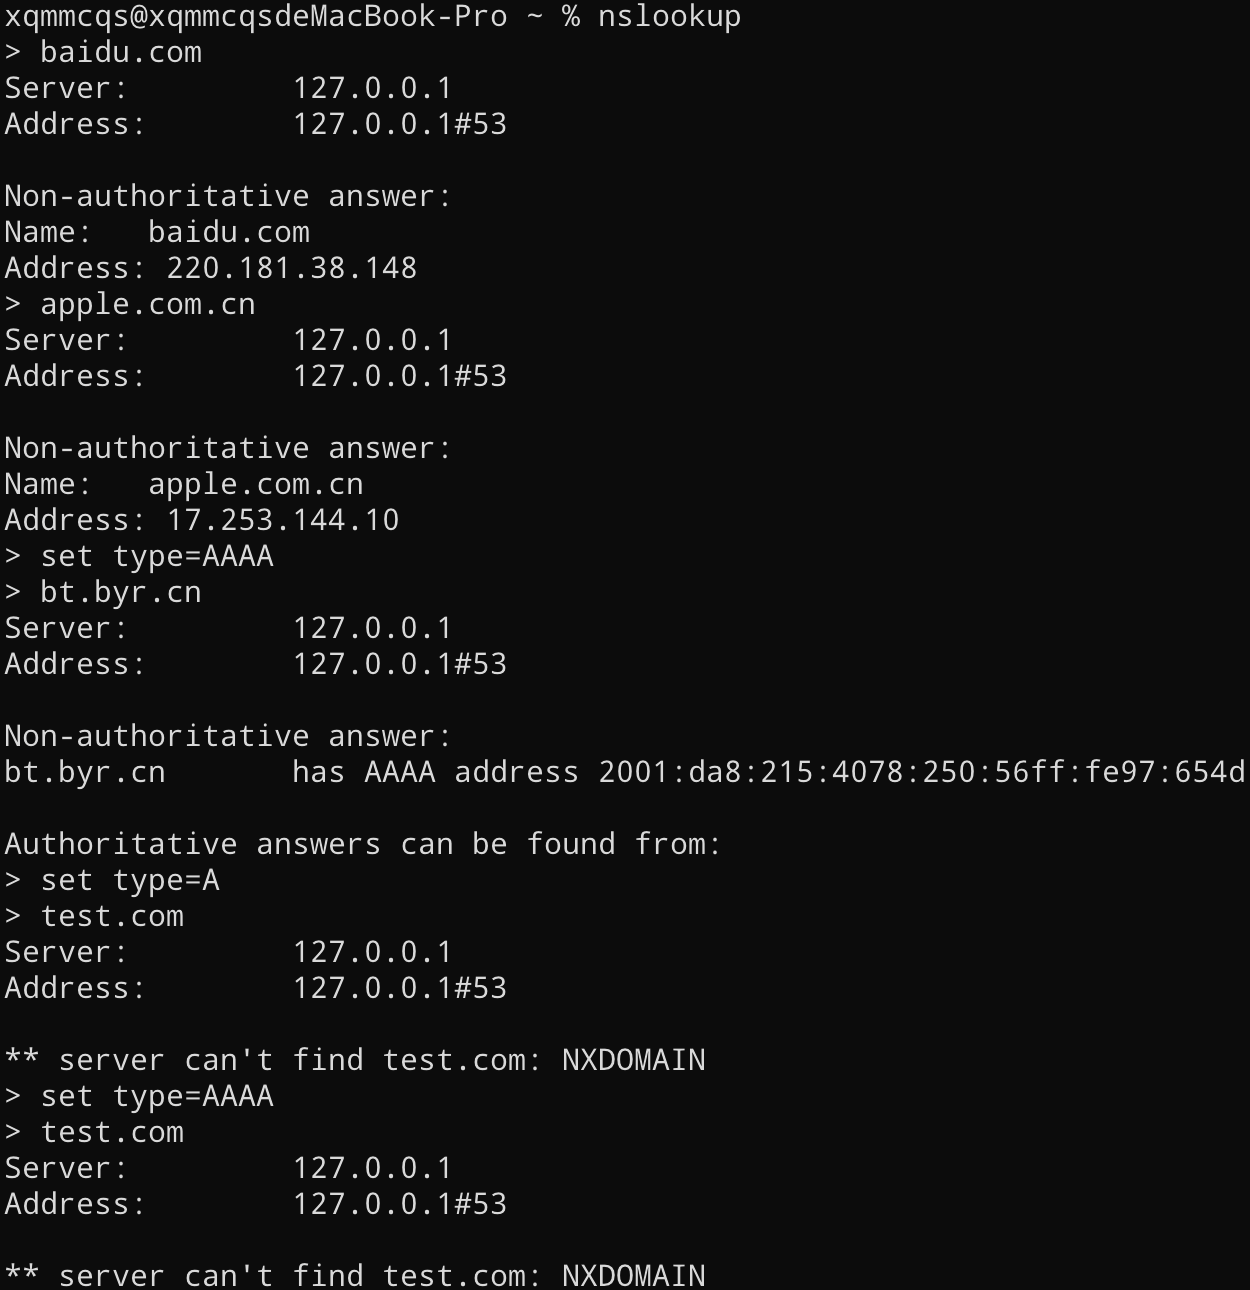 xqmmcqs@xqmmcqsdeMacBook-Pro ~ % nslookup
> baidu.com
Server:         127.0.0.1
Address:        127.0.0.1#53

Non-authoritative answer:
Name:   baidu.com
Address: 220.181.38.148
> apple.com.cn
Server:         127.0.0.1
Address:        127.0.0.1#53

Non-authoritative answer:
Name:   apple.com.cn
Address: 17.253.144.10
> set type=AAAA
> bt.byr.cn
Server:         127.0.0.1
Address:        127.0.0.1#53

Non-authoritative answer:
bt.byr.cn       has AAAA address 2001:da8:215:4078:250:56ff:fe97:654d

Authoritative answers can be found from:
> set type=A
> test.com
Server:         127.0.0.1
Address:        127.0.0.1#53

** server can't find test.com: NXDOMAIN
> set type=AAAA
> test.com
Server:         127.0.0.1
Address:        127.0.0.1#53

** server can't find test.com: NXDOMAIN